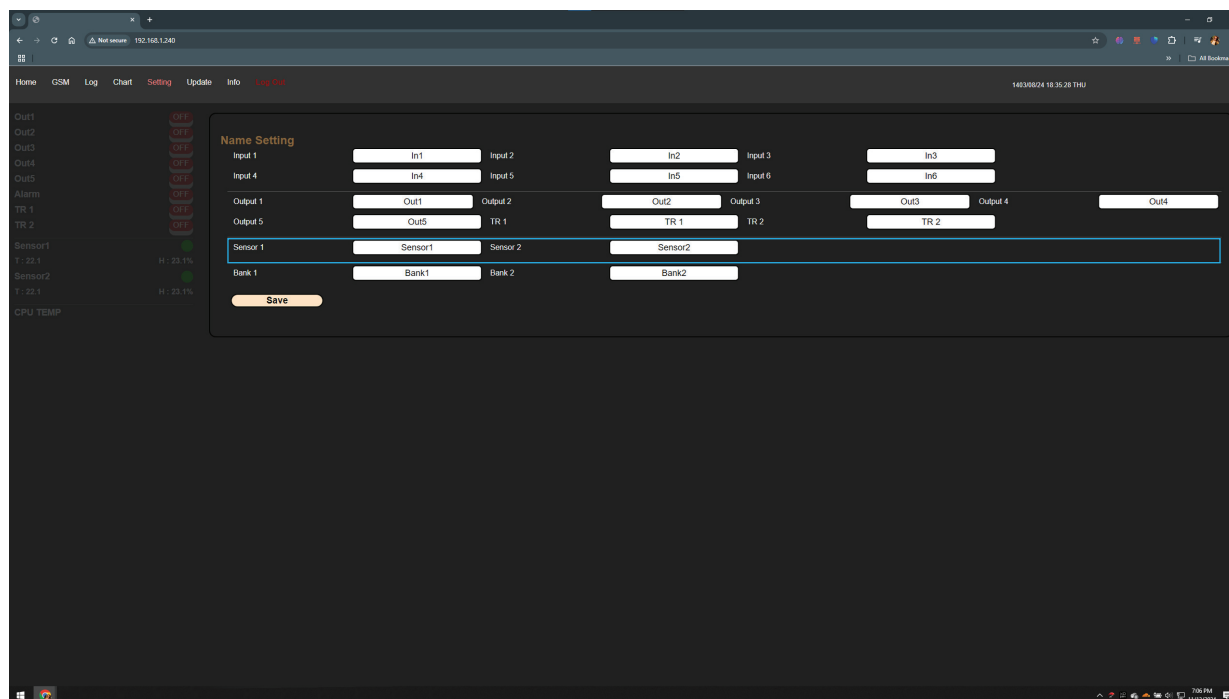 Not secure 192.168.1.240
All Bookma
Home GSM Log Chart Setting Update Info Log Out
1403/08/24 18:35:28 THU
Out1 OFF
Out2 OFF
Out3 OFF
Out4 OFF
Out5 OFF
Alarm OFF
TR 1 OFF
TR 2 OFF
Sensor1
T : 22.1 H : 23.1%
Sensor2
T : 22.1 H : 23.1%
CPU TEMP
Name Setting
Input 1 In1 Input 2 In2 Input 3 In3
Input 4 In4 Input 5 In5 Input 6 In6
Output 1 Out1 Output 2 Out2 Output 3 Out3 Output 4 Out4
Output 5 Out5 TR 1 TR 1 TR 2 TR 2
Sensor 1 Sensor1 Sensor 2 Sensor2
Bank 1 Bank1 Bank 2 Bank2
Save
7:06 PM